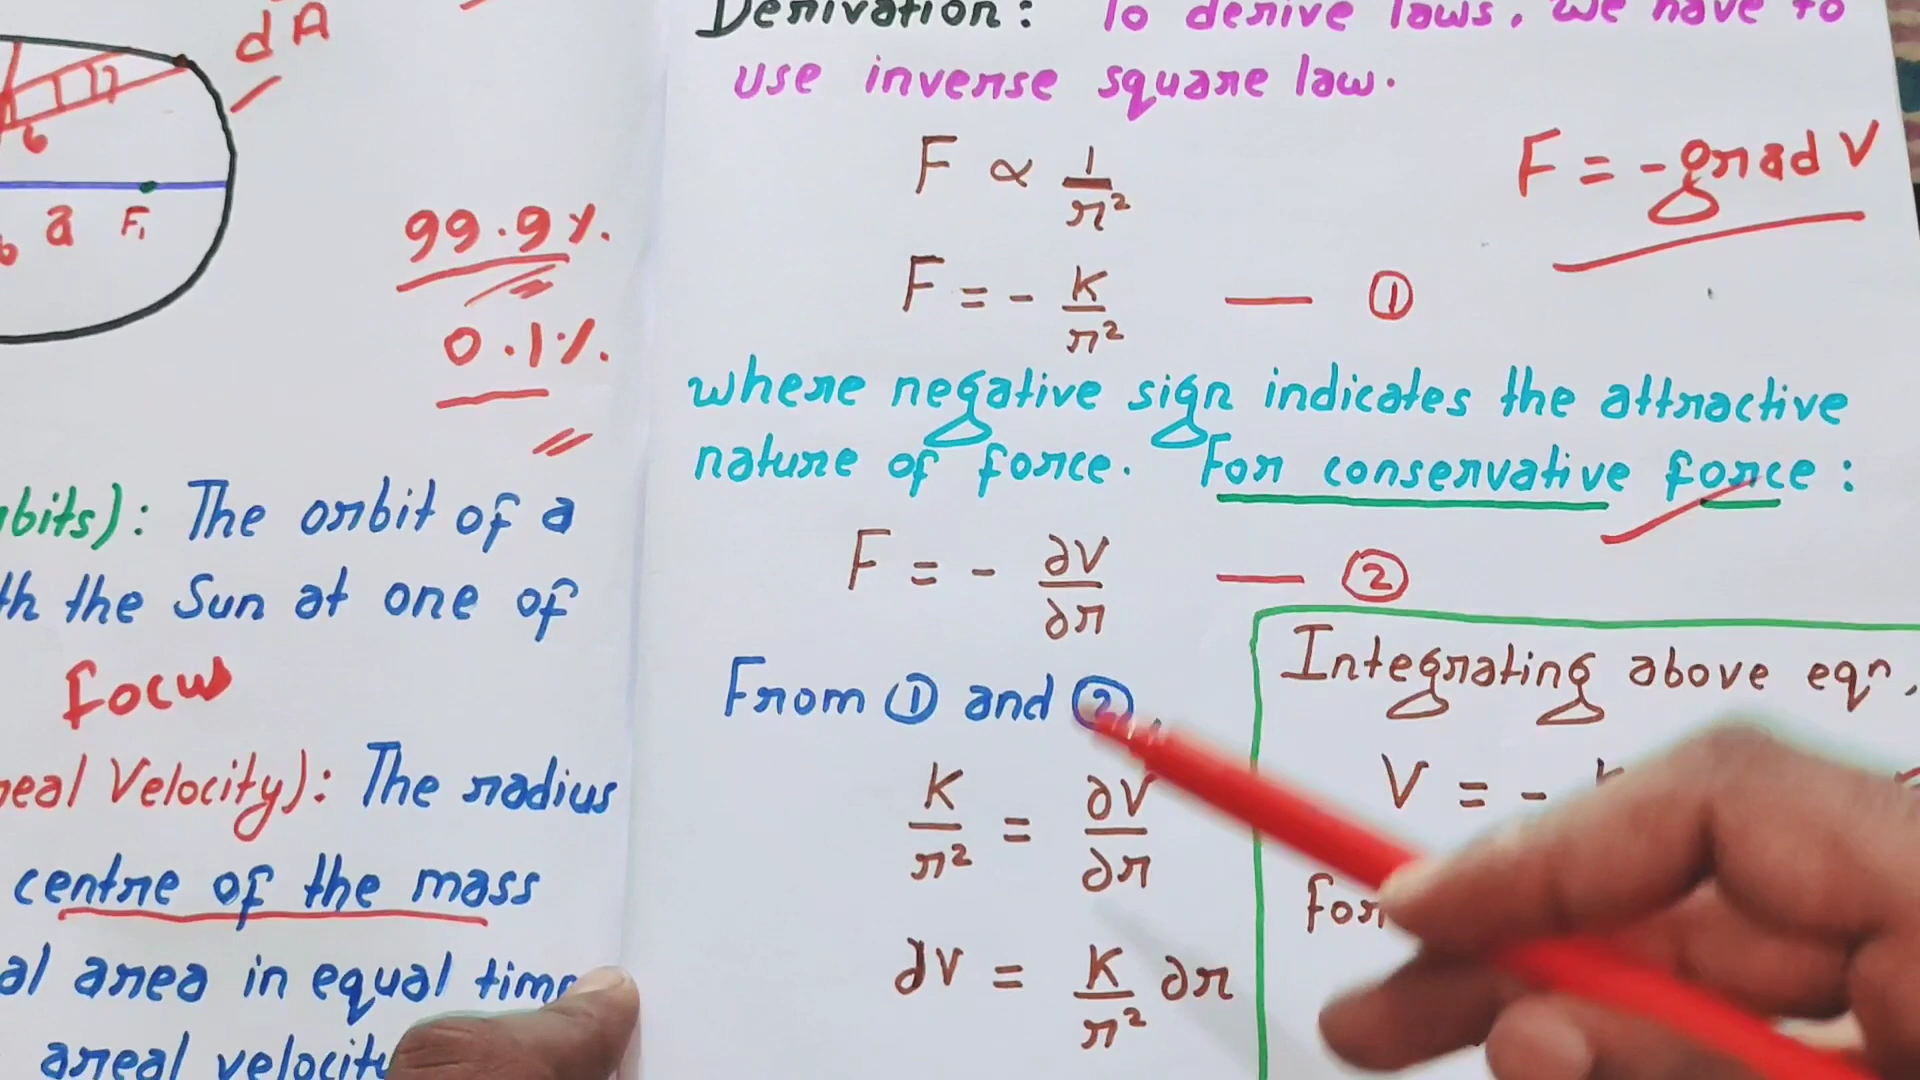 dA
6
a F₁
99.9%.
0.1%.
bits): The orbit of a
th the Sun at one of
focus
eal Velocity): The radius
centre of the mass
al area in equal time
areal velocity
Derivation: To derive laws, we have to
use inverse square law.
F ∝ 1/r²
F = -grad V
F = - K/r² — ①
where negative sign indicates the attractive
nature of force. For conservative force:
F = - ∂V/∂r — ②
From ① and ②,
K/r² = ∂V/∂r
∂V = K/r² ∂r
Integrating above eqn,
V = -